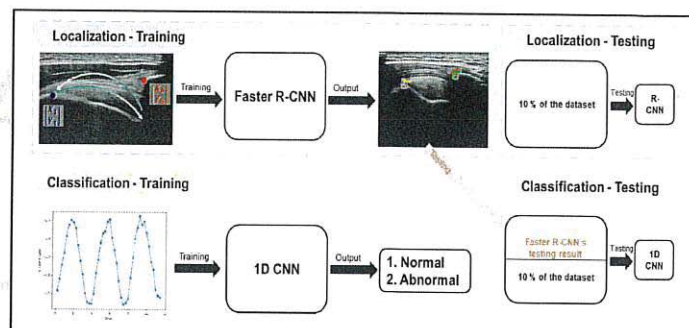 Localization - Training
Localization - Testing
Training
Faster R-CNN
Output
10 % of the dataset
Testing
R-
CNN
Testing
Classification - Training
Classification - Testing
Training
1D CNN
Output
1. Normal
2. Abnormal
Faster R-CNN s
testing result
10 % of the dataset
Testing
1D
CNN